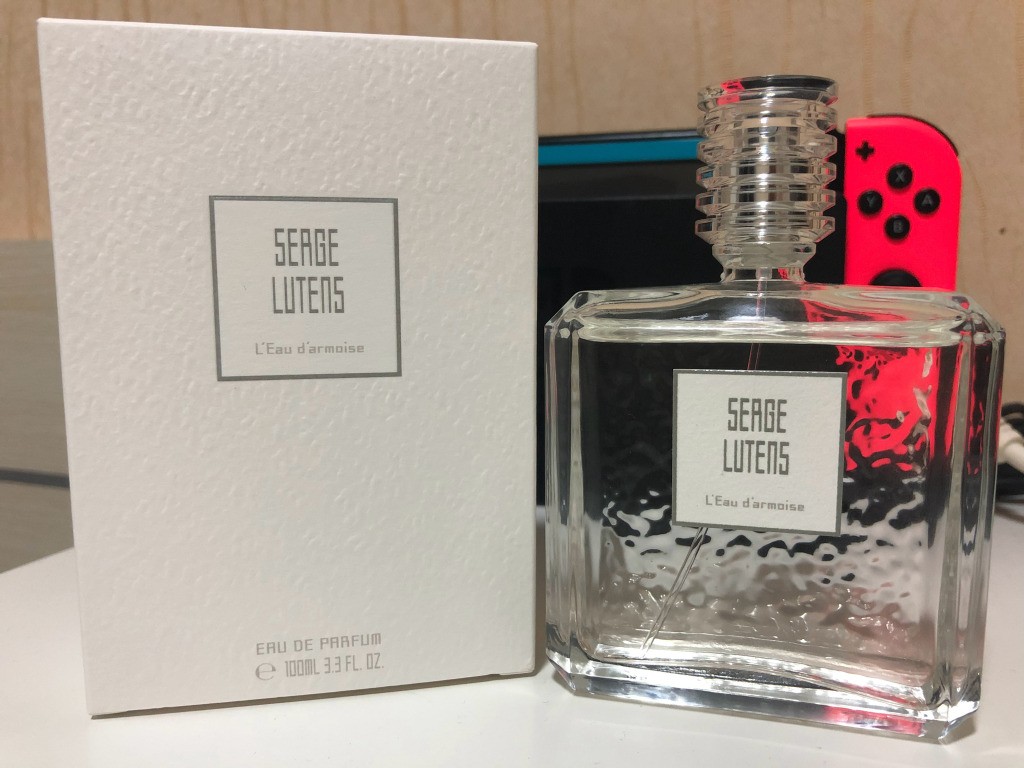 SERGE
LUTENS
L'Eau d'armoise
EAU DE PARFUM
℮ 100ML 3.3 FL. OZ.
SERGE
LUTENS
L'Eau d'armoise
X
Y
A
B